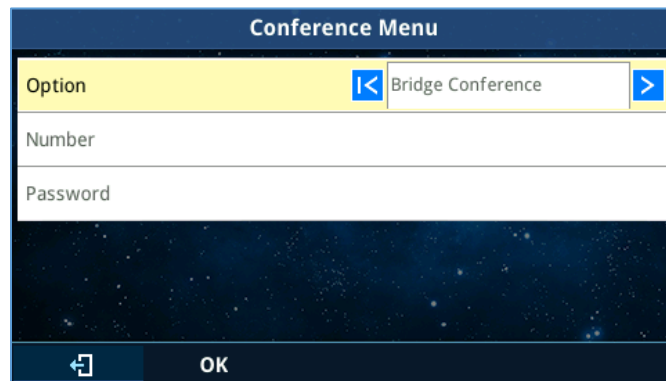 Conference Menu
Option Bridge Conference
Number
Password
OK